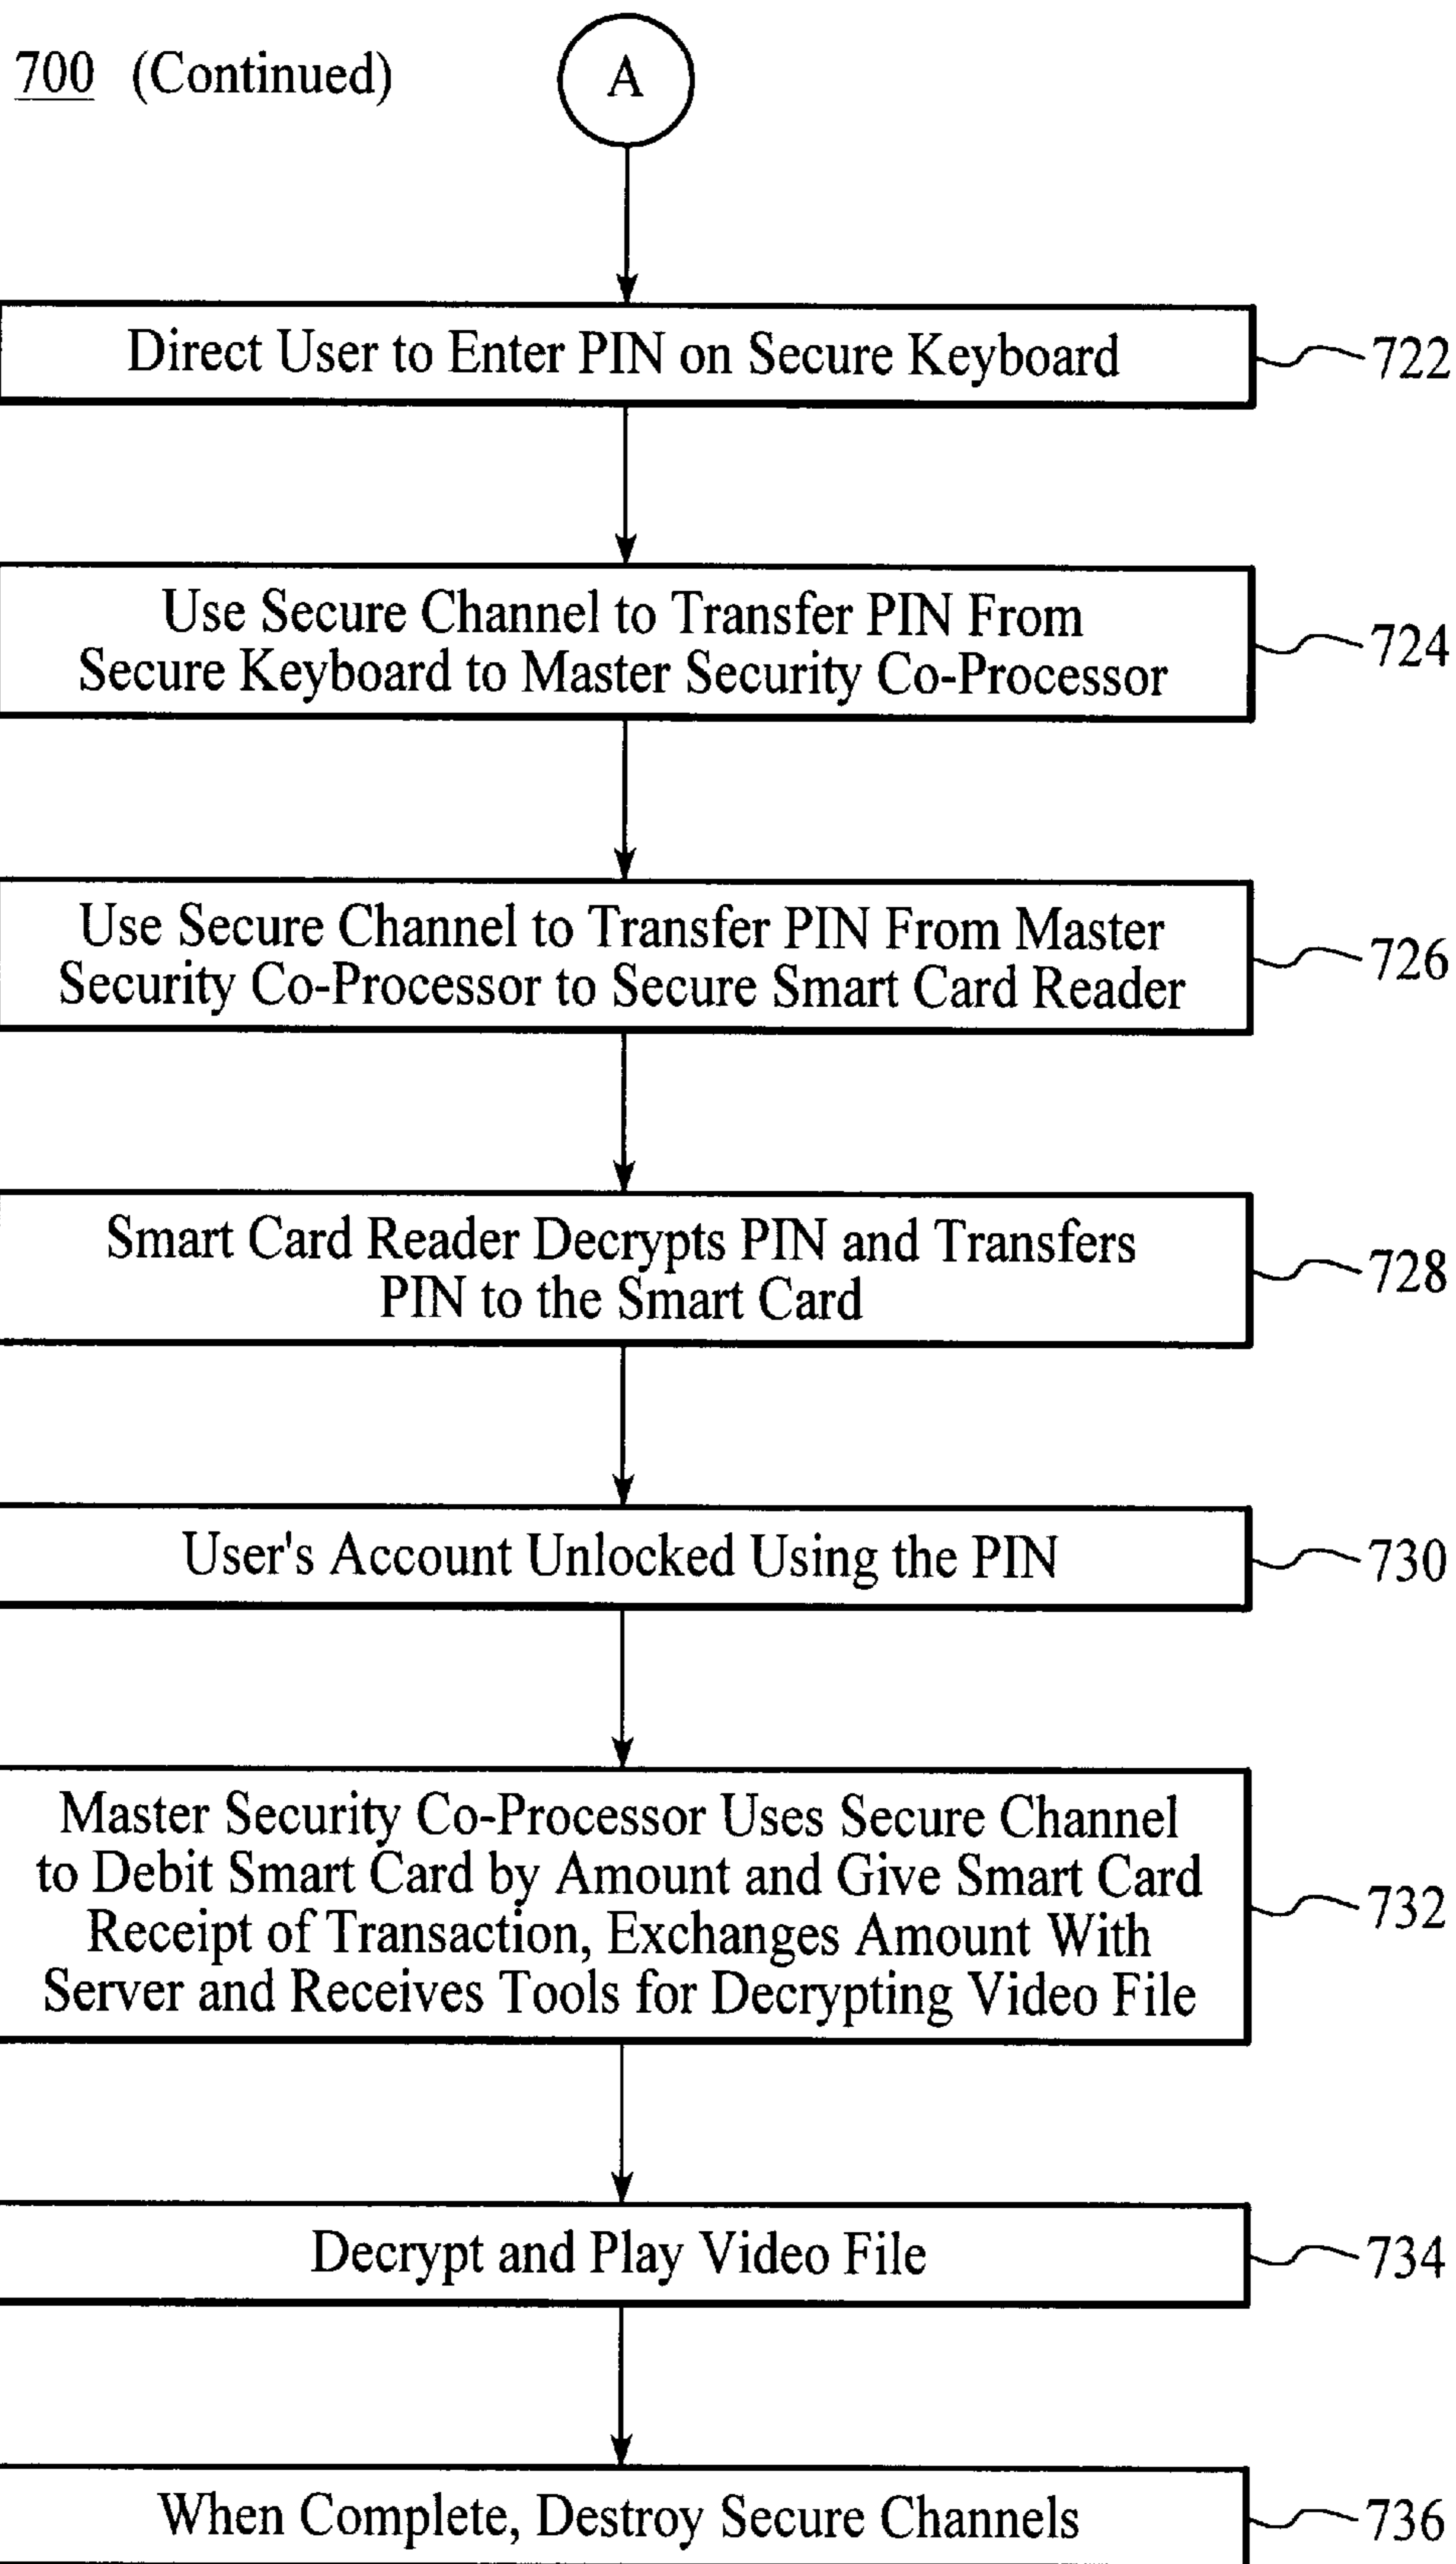 700 (Continued)
A
Direct User to Enter PIN on Secure Keyboard
722
Use Secure Channel to Transfer PIN From
Secure Keyboard to Master Security Co-Processor
724
Use Secure Channel to Transfer PIN From Master
Security Co-Processor to Secure Smart Card Reader
726
Smart Card Reader Decrypts PIN and Transfers
PIN to the Smart Card
728
User's Account Unlocked Using the PIN
730
Master Security Co-Processor Uses Secure Channel
to Debit Smart Card by Amount and Give Smart Card
Receipt of Transaction, Exchanges Amount With
Server and Receives Tools for Decrypting Video File
732
Decrypt and Play Video File
734
When Complete, Destroy Secure Channels
736